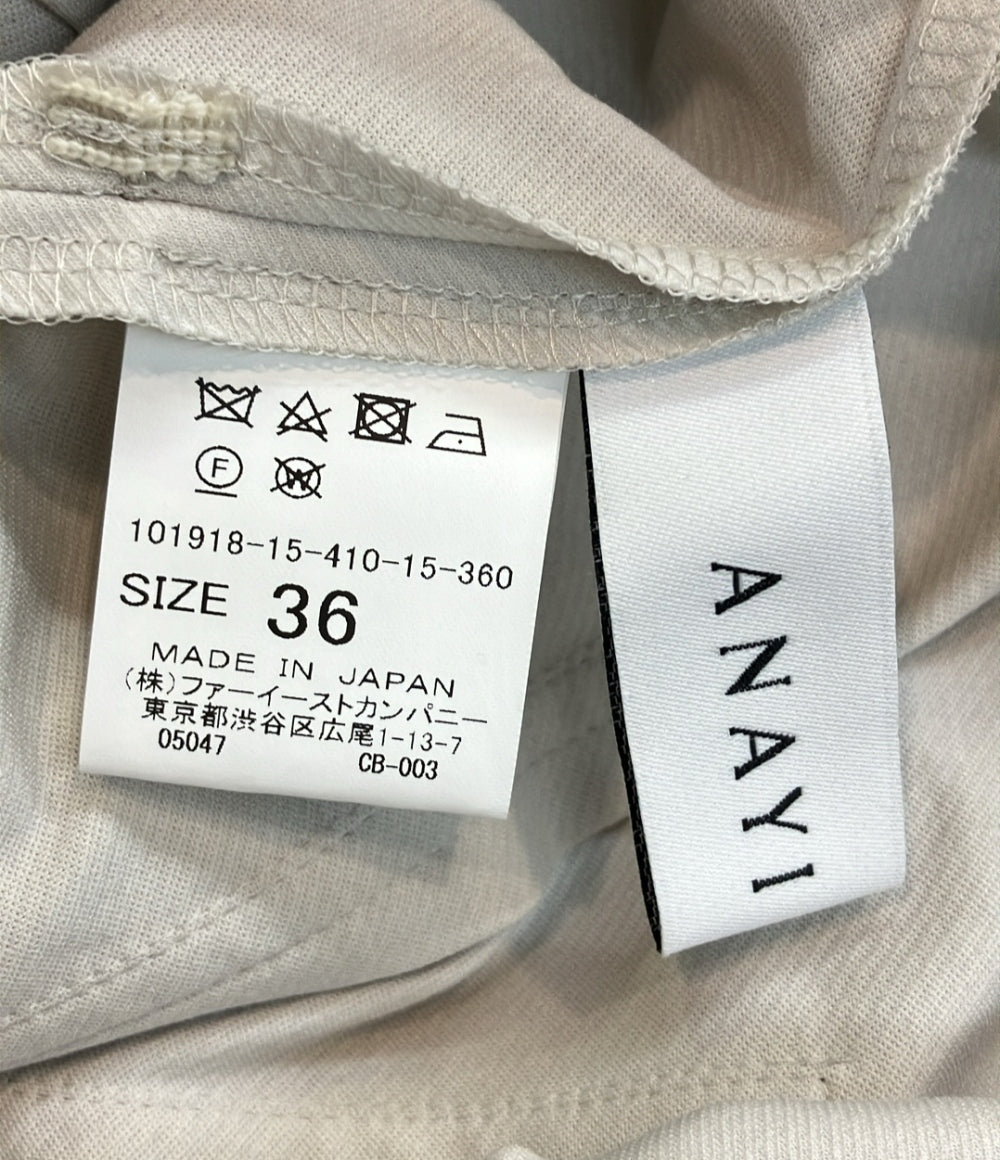 F
W
101918-15-410-15-360
SIZE 36
MADE IN JAPAN
(株)ファーイーストカンパニー
東京都渋谷区広尾1-13-7
05047 CB-003
ANAYI